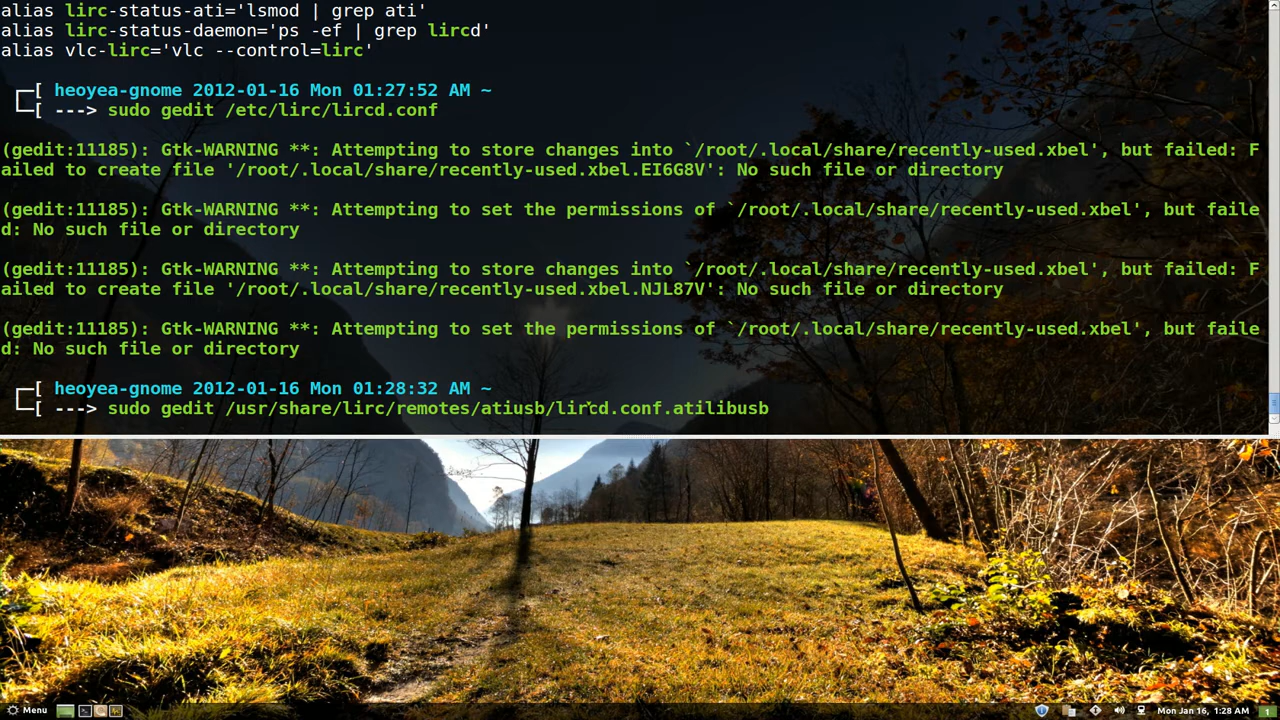 alias lirc-status-ati='lsmod | grep ati'
alias lirc-status-daemon='ps -ef | grep lircd'
alias vlc-lirc='vlc --control=lirc'
┌─[ heoyea-gnome 2012-01-16 Mon 01:27:52 AM ~
└─[ ---> sudo gedit /etc/lirc/lircd.conf
(gedit:11185): Gtk-WARNING **: Attempting to store changes into `/root/.local/share/recently-used.xbel', but failed: F
ailed to create file '/root/.local/share/recently-used.xbel.EI6G8V': No such file or directory
(gedit:11185): Gtk-WARNING **: Attempting to set the permissions of `/root/.local/share/recently-used.xbel', but faile
d: No such file or directory
(gedit:11185): Gtk-WARNING **: Attempting to store changes into `/root/.local/share/recently-used.xbel', but failed: F
ailed to create file '/root/.local/share/recently-used.xbel.NJL87V': No such file or directory
(gedit:11185): Gtk-WARNING **: Attempting to set the permissions of `/root/.local/share/recently-used.xbel', but faile
d: No such file or directory
┌─[ heoyea-gnome 2012-01-16 Mon 01:28:32 AM ~
└─[ ---> sudo gedit /usr/share/lirc/remotes/atiusb/lircd.conf.atilibusb
Menu
Mon Jan 16, 1:28 AM
1